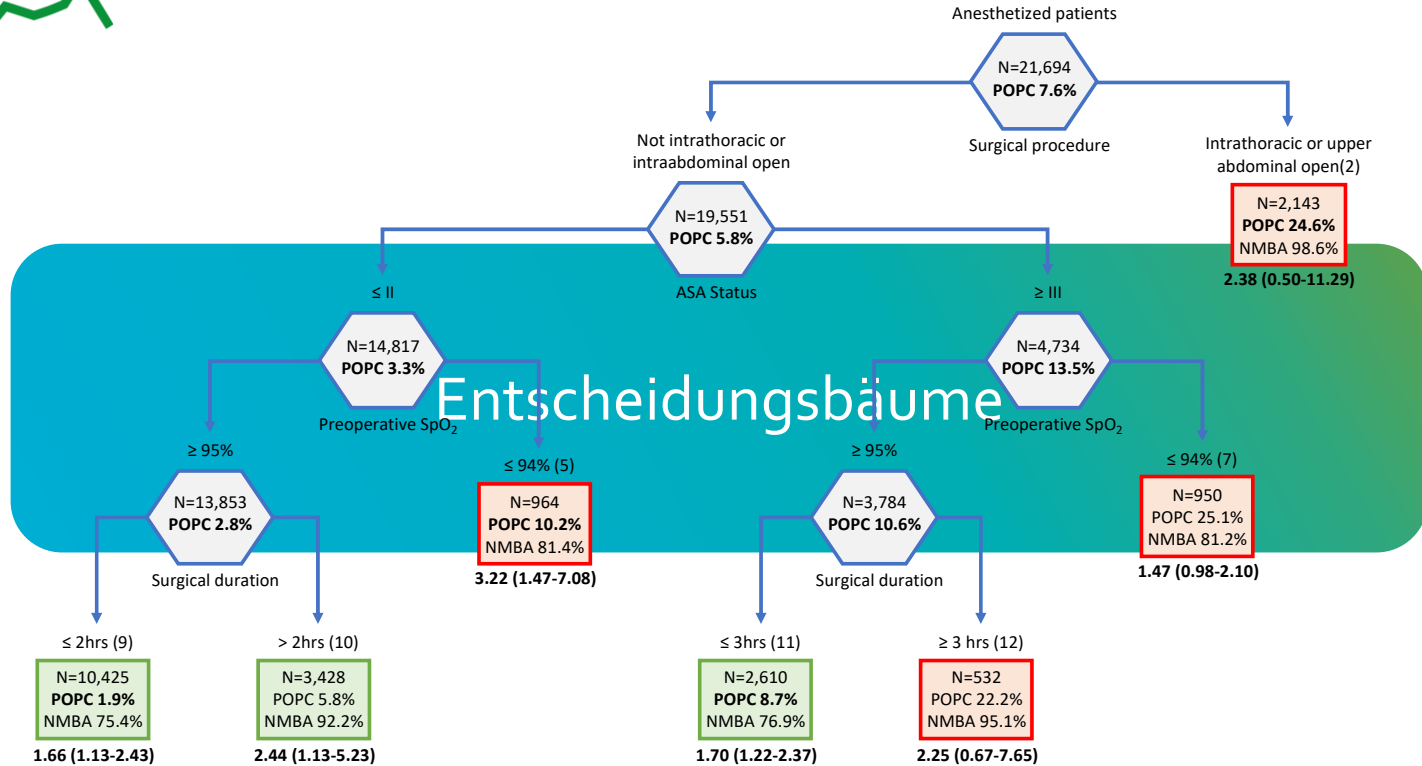 Anesthetized patients
N=21,694
POPC 7.6%
Surgical procedure
Not intrathoracic or
intraabdominal open
N=19,551
POPC 5.8%
ASA Status
Intrathoracic or upper
abdominal open(2)
N=2,143
POPC 24.6%
NMBA 98.6%
2.38 (0.50-11.29)
≤ II
N=14,817
POPC 3.3%
Preoperative SpO₂
≥ III
N=4,734
POPC 13.5%
Preoperative SpO₂
Entscheidungsbäume
≥ 95%
N=13,853
POPC 2.8%
Surgical duration
≤ 94% (5)
N=964
POPC 10.2%
NMBA 81.4%
3.22 (1.47-7.08)
≥ 95%
N=3,784
POPC 10.6%
Surgical duration
≤ 94% (7)
N=950
POPC 25.1%
NMBA 81.2%
1.47 (0.98-2.10)
≤ 2hrs (9)
N=10,425
POPC 1.9%
NMBA 75.4%
1.66 (1.13-2.43)
> 2hrs (10)
N=3,428
POPC 5.8%
NMBA 92.2%
2.44 (1.13-5.23)
≤ 3hrs (11)
N=2,610
POPC 8.7%
NMBA 76.9%
1.70 (1.22-2.37)
≥ 3 hrs (12)
N=532
POPC 22.2%
NMBA 95.1%
2.25 (0.67-7.65)